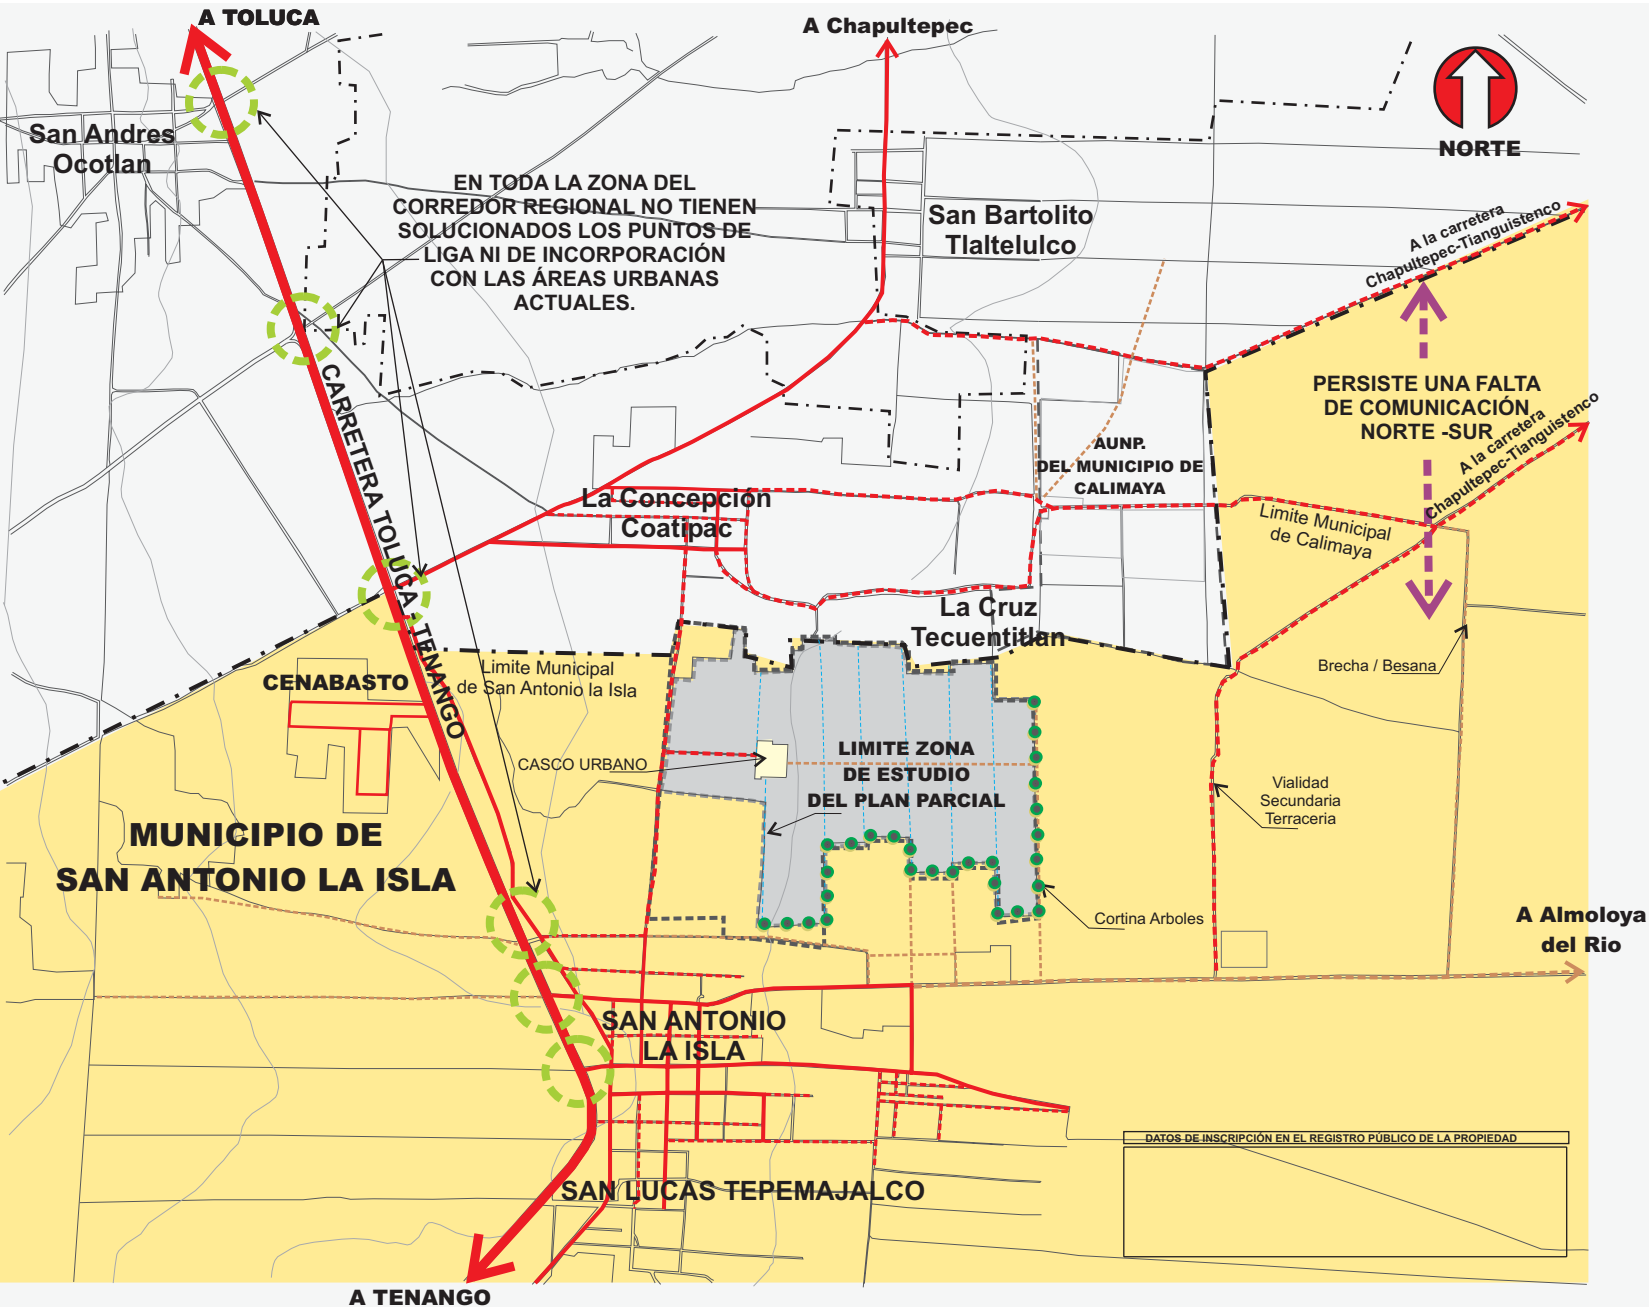 A TOLUCA
A Chapultepec
NORTE
San Andres
Ocotlan
EN TODA LA ZONA DEL
CORREDOR REGIONAL NO TIENEN
SOLUCIONADOS LOS PUNTOS DE
LIGA NI DE INCORPORACIÓN
CON LAS ÁREAS URBANAS
ACTUALES.
San Bartolito
Tlaltelulco
A la carretera
Chapultepec-Tianguistenco
PERSISTE UNA FALTA
DE COMUNICACIÓN
NORTE -SUR
A la carretera
Chapultepec-Tianguistenco
CARRETERA TOLUCA - TENANGO
AUNP.
DEL MUNICIPIO DE
CALIMAYA
La Concepción
Coatipac
Limite Municipal
de Calimaya
La Cruz
Tecuentitlan
Brecha / Besana
Limite Municipal
de San Antonio la Isla
CENABASTO
CASCO URBANO
LIMITE ZONA
DE ESTUDIO
DEL PLAN PARCIAL
Vialidad
Secundaria
Terraceria
MUNICIPIO DE
SAN ANTONIO LA ISLA
Cortina Arboles
A Almoloya
del Rio
SAN ANTONIO
LA ISLA
DATOS DE INSCRIPCIÓN EN EL REGISTRO PÚBLICO DE LA PROPIEDAD
SAN LUCAS TEPEMAJALCO
A TENANGO